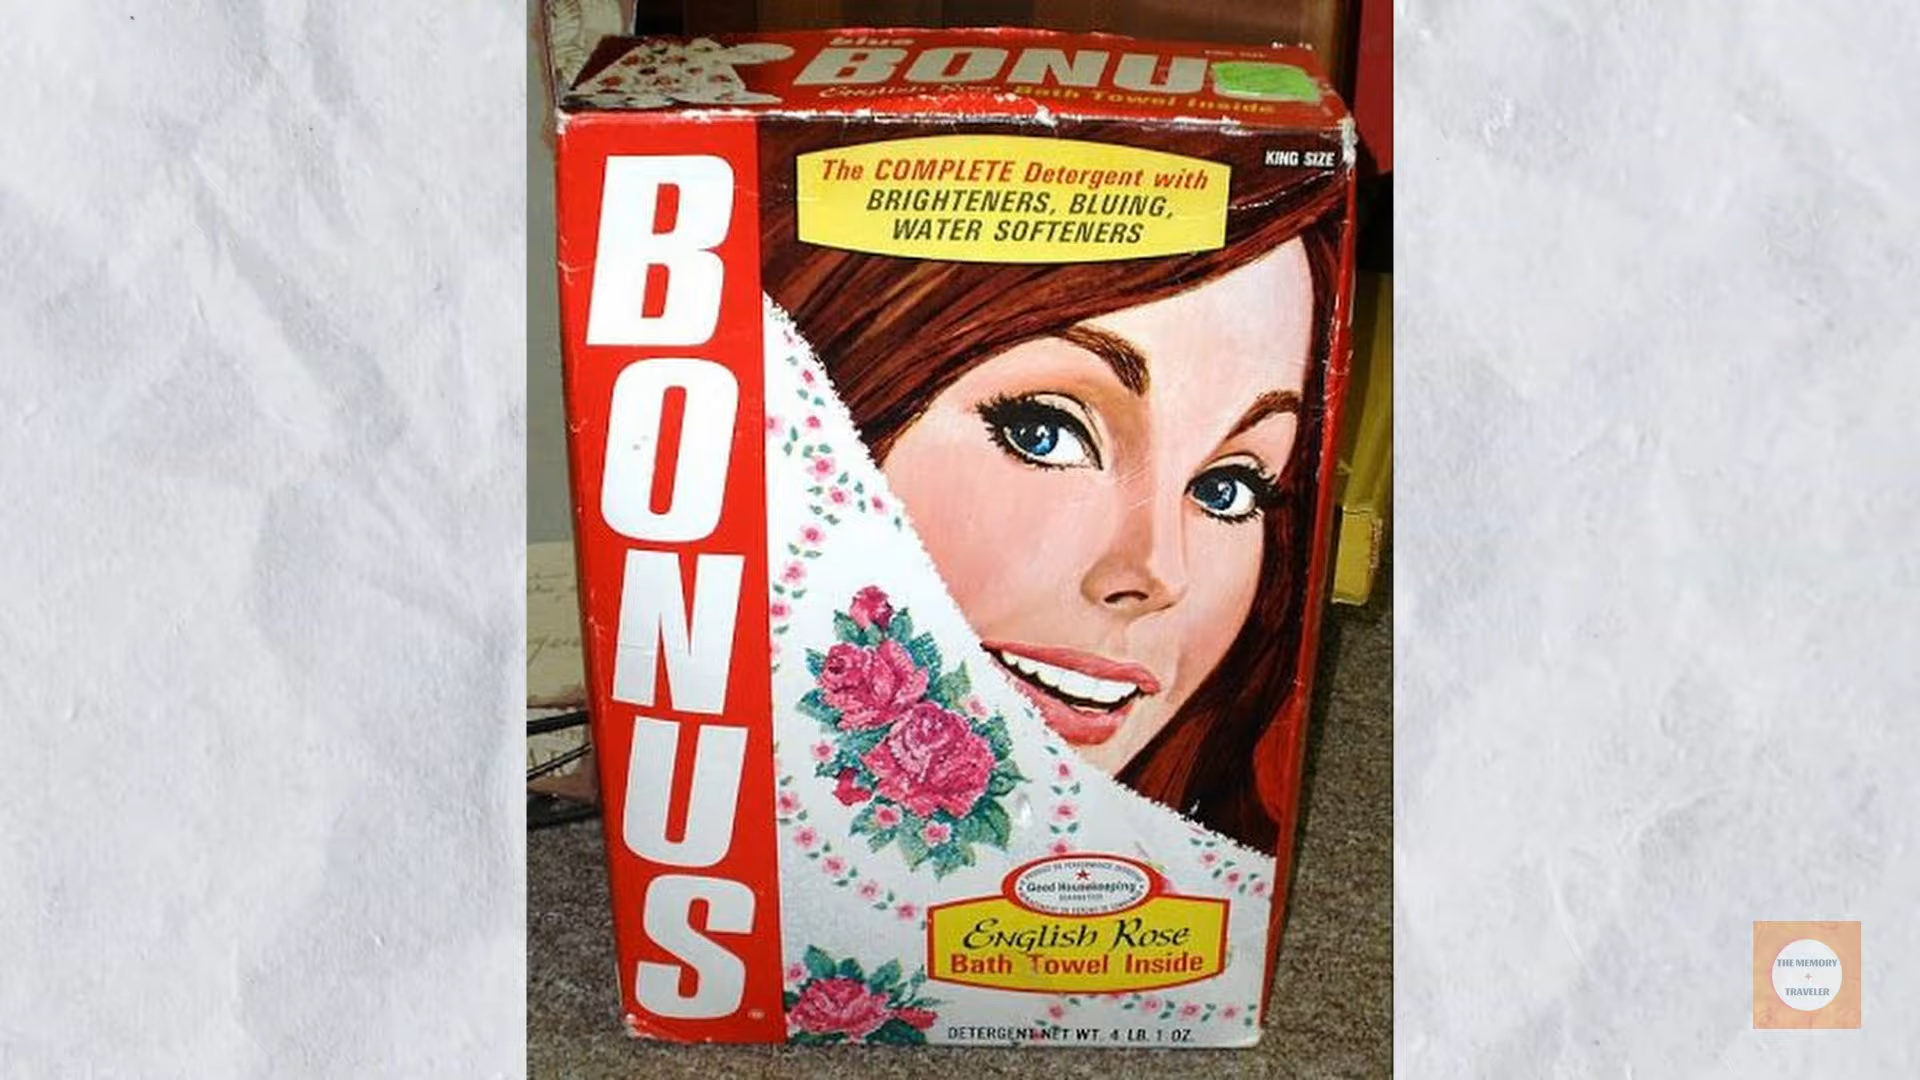 blue
BONUS
English Rose Bath Towel Inside
KING SIZE
The COMPLETE Detergent with
BRIGHTENERS, BLUING,
WATER SOFTENERS
BONUS
Good Housekeeping
English Rose
Bath Towel Inside
DETERGENT NET WT. 4 LB. 1 OZ.
THE MEMORY
+
TRAVELER